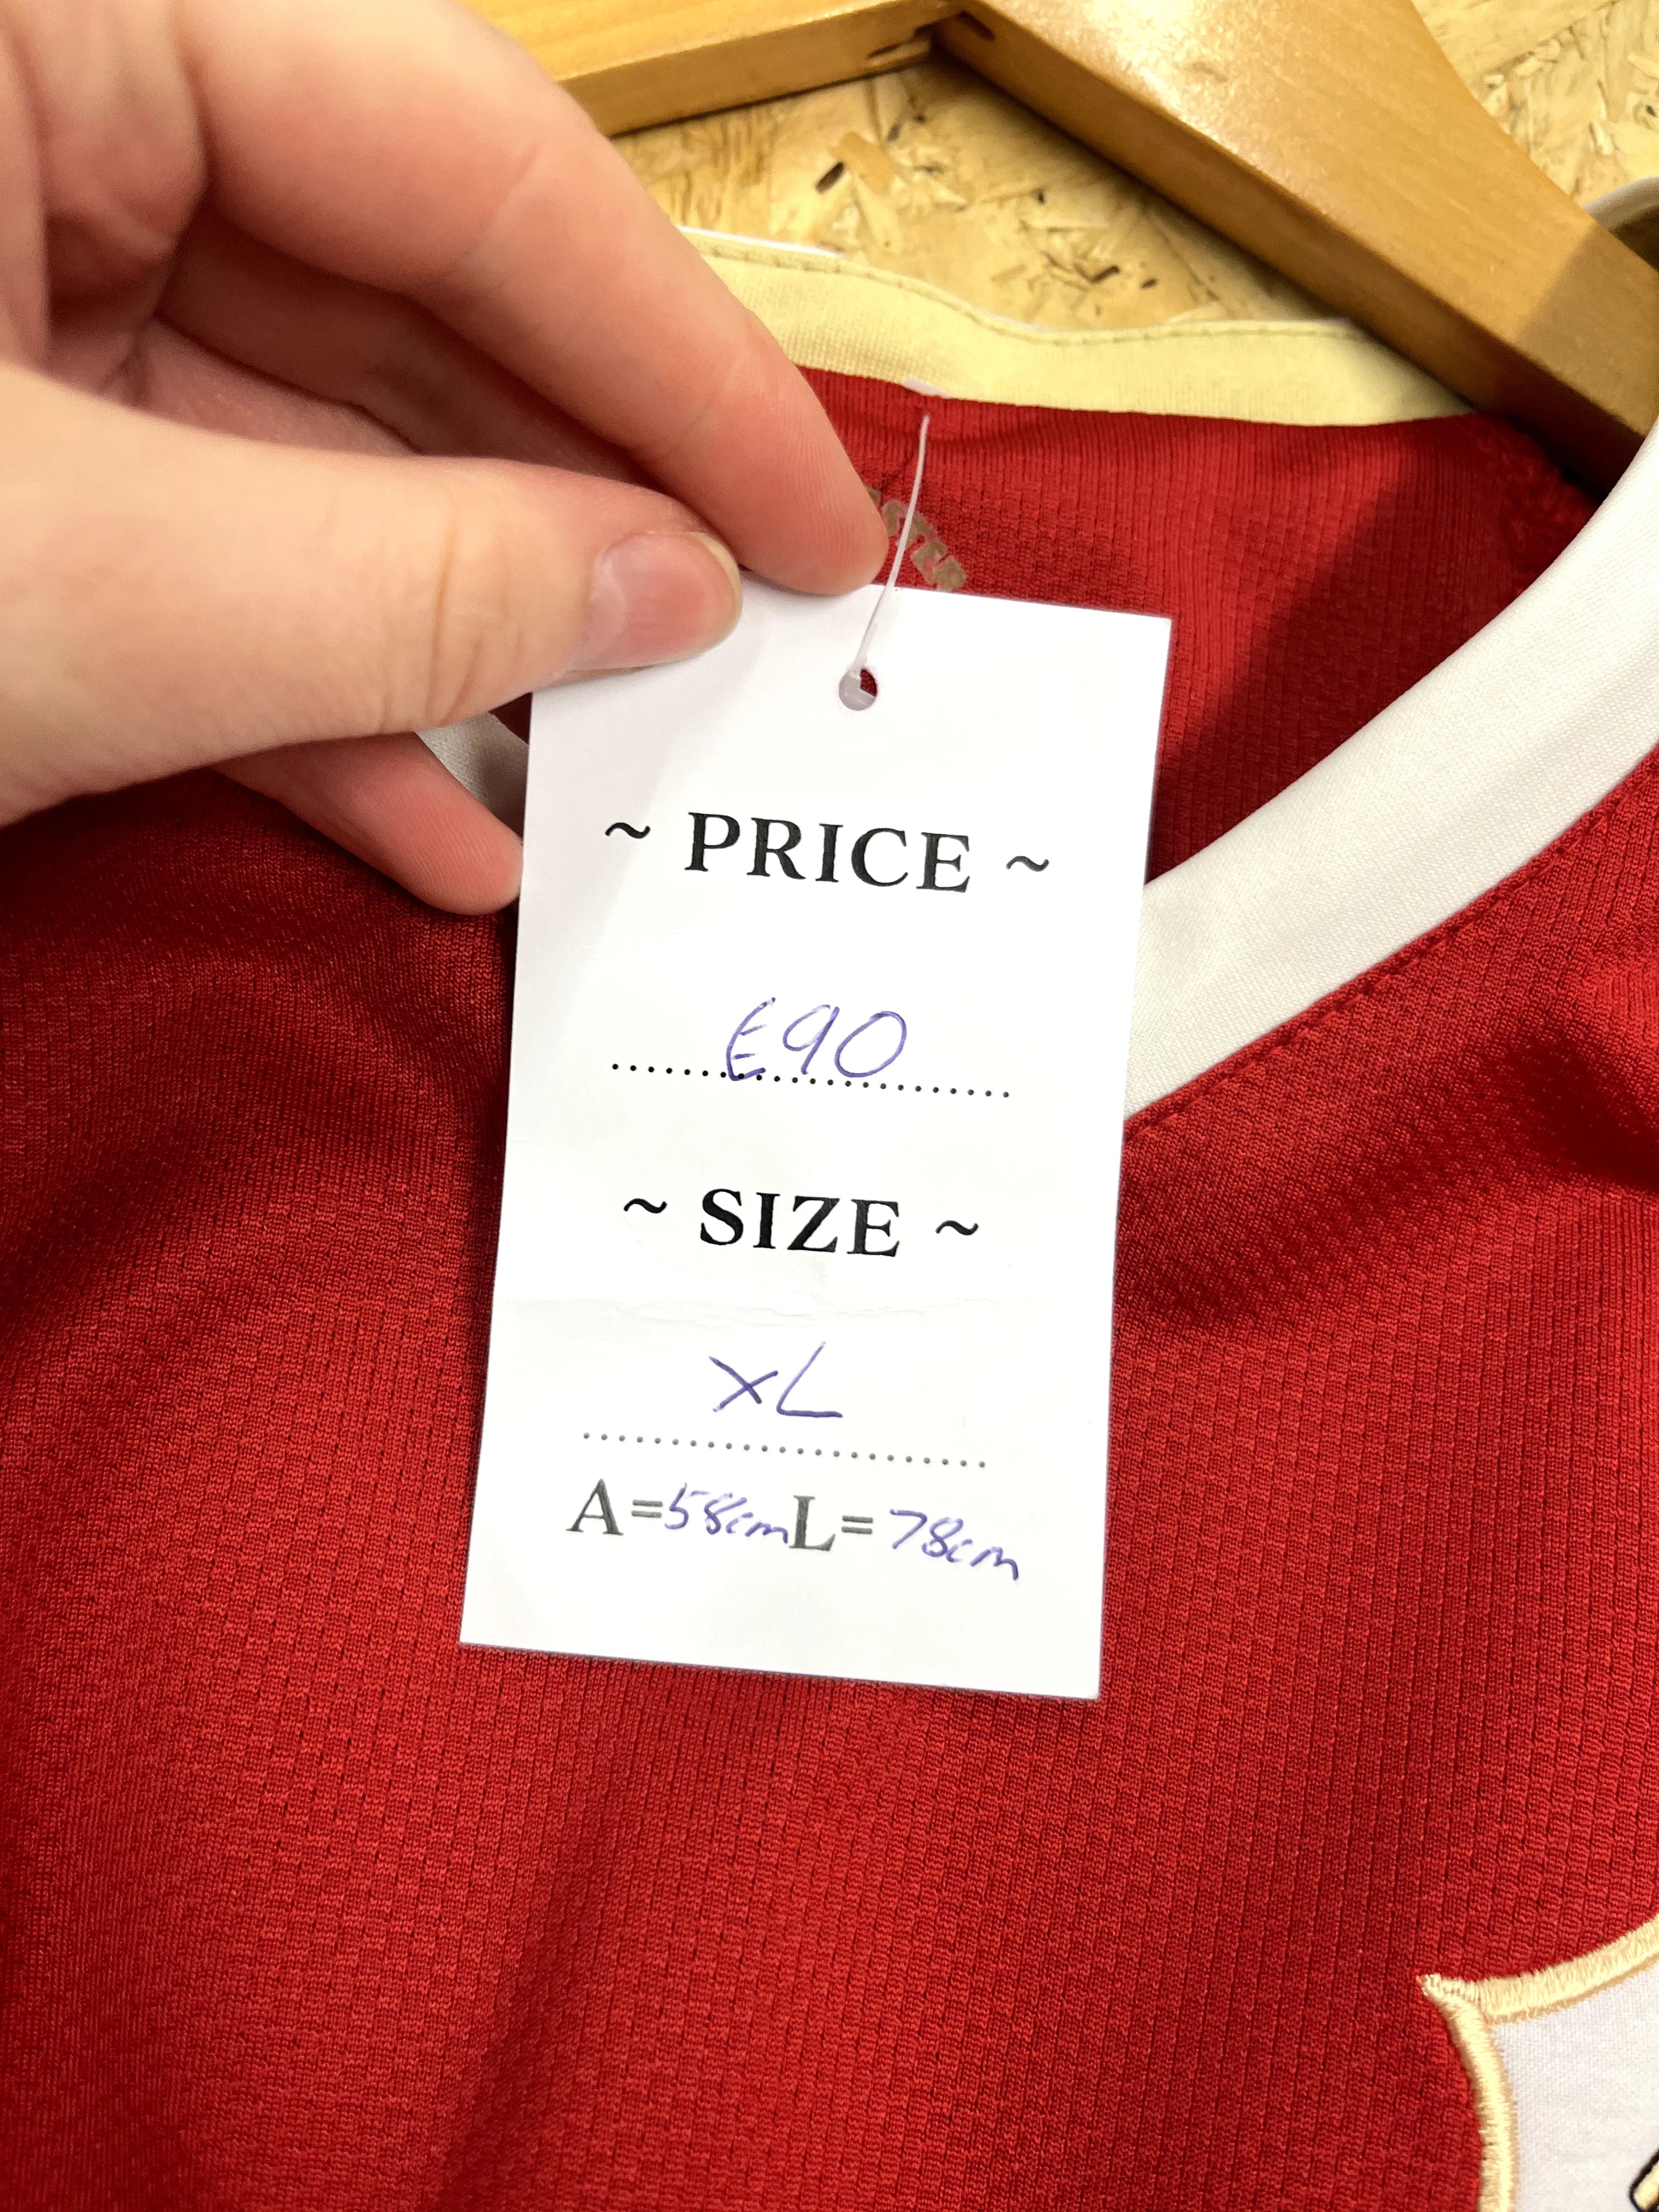 ~ PRICE ~
€90
~ SIZE ~
XL
A=58cm L=78cm